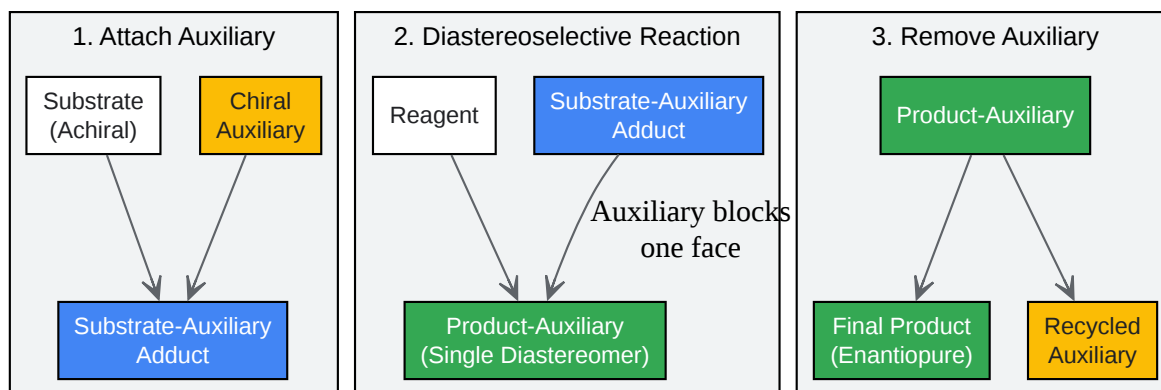 1. Attach Auxiliary
Substrate
(Achiral)
Chiral
Auxiliary
Substrate-Auxiliary
Adduct
2. Diastereoselective Reaction
Reagent
Substrate-Auxiliary
Adduct
Auxiliary blocks
one face
Product-Auxiliary
(Single Diastereomer)
3. Remove Auxiliary
Product-Auxiliary
Final Product
(Enantiopure)
Recycled
Auxiliary